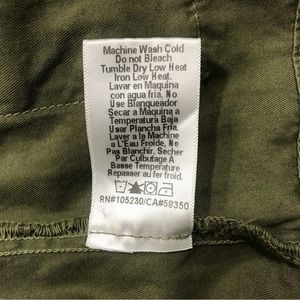 Machine Wash Cold
Do not Bleach
Tumble Dry Low Heat
Iron Low Heat.
Lavar en Maquina
con agua fria, No
Use Blanqueador
Secar a Maquina a
Temperatura Baja
Usar Plancha Fria.
Laver a la Machine
a L'Eau Froide, Ne
Pas Blanchir, Secher
Par Culbutage A
Basse Temperature
Repasser au fer froid.
RN#105230/CA#58350